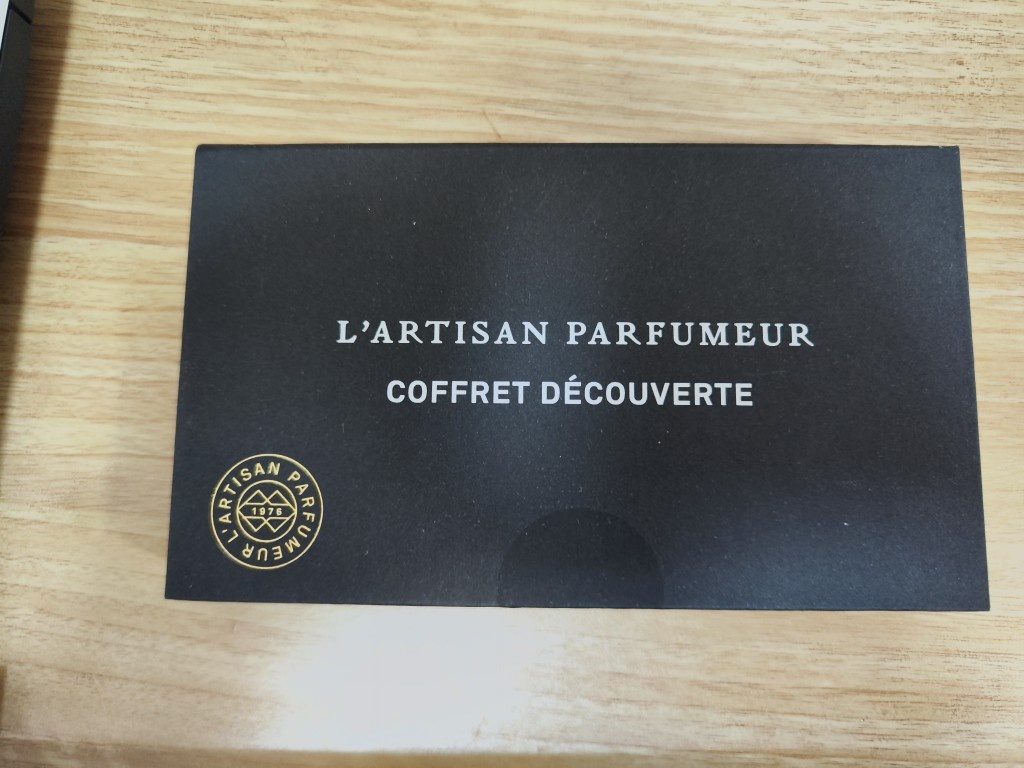 L'ARTISAN PARFUMEUR
COFFRET DÉCOUVERTE
L'ARTISAN PARFUMEUR
1976